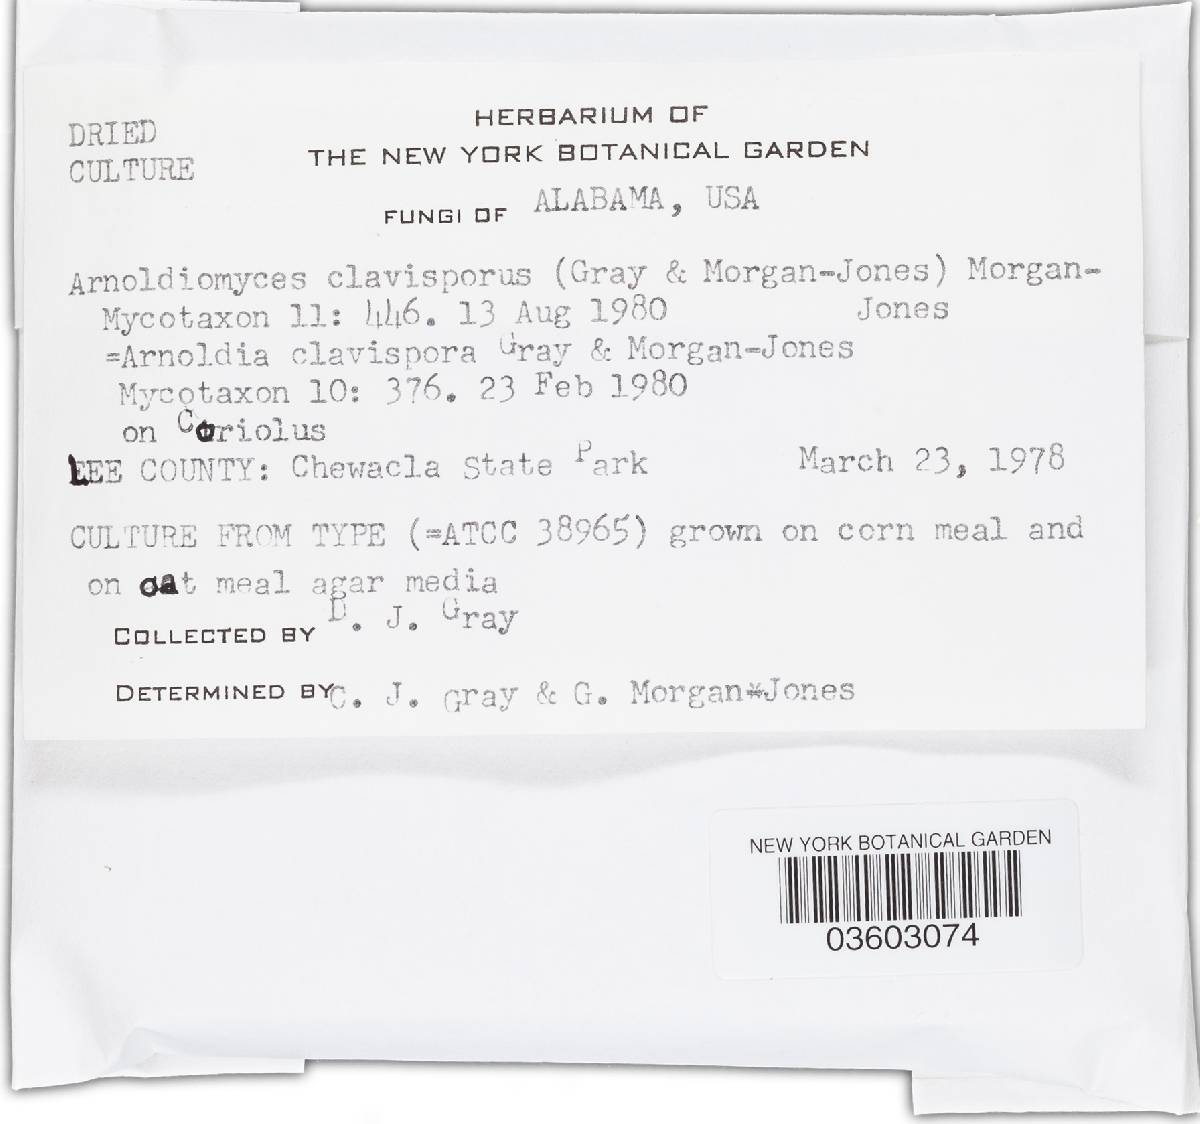 DRIED
CULTURE
HERBARIUM OF
THE NEW YORK BOTANICAL GARDEN
FUNGI OF ALABAMA, USA
Arnoldiomyces clavisporus (Gray & Morgan-Jones) Morgan-
Mycotaxon 11: 446. 13 Aug 1980 Jones
=Arnoldia clavispora Gray & Morgan-Jones
Mycotaxon 10: 376. 23 Feb 1980
on Coriolus
LEE COUNTY: Chewacla State Park March 23, 1978
CULTURE FROM TYPE (=ATCC 38965) grown on corn meal and
on oat meal agar media
COLLECTED BY D. J. Gray
DETERMINED BY C. J. Gray & G. Morgan-Jones
NEW YORK BOTANICAL GARDEN
03603074